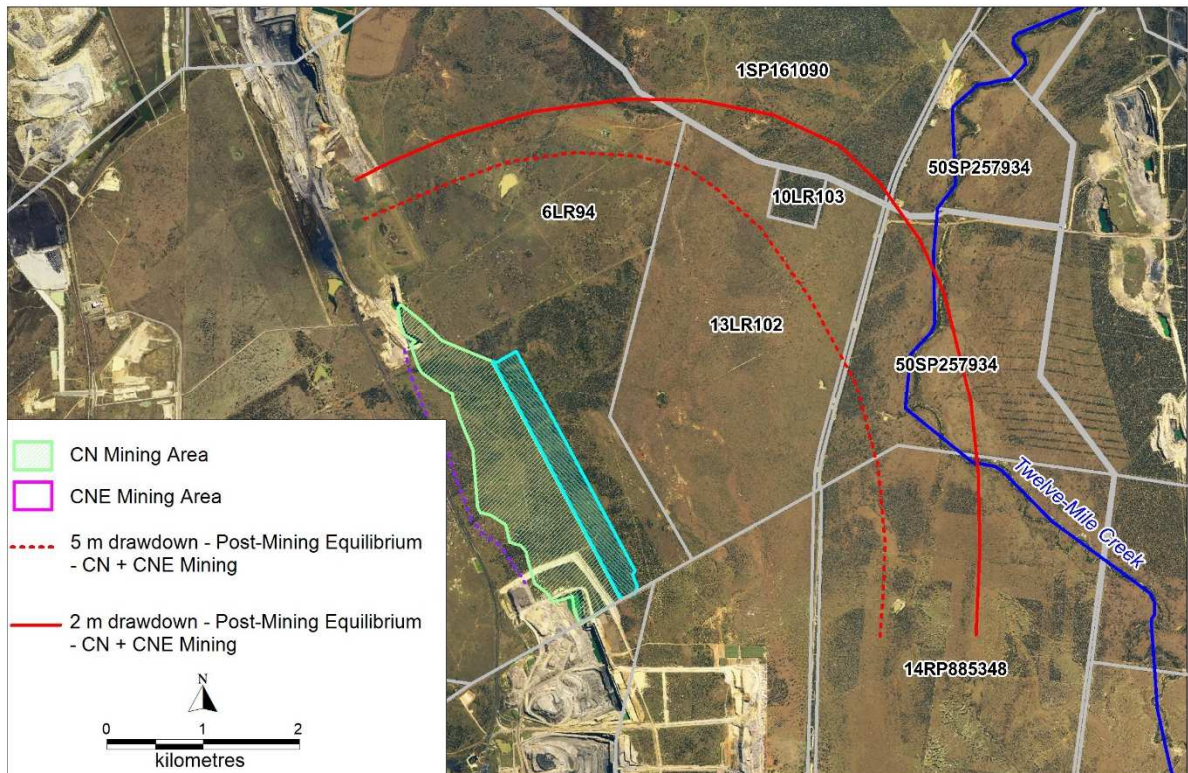 1SP161090
50SP257934
10LR103
6LR94
13LR102
50SP257934
Twelve-Mile Creek
14RP885348
CN Mining Area
CNE Mining Area
5 m drawdown - Post-Mining Equilibrium
- CN + CNE Mining
2 m drawdown - Post-Mining Equilibrium
- CN + CNE Mining
N
0 1 2
kilometres